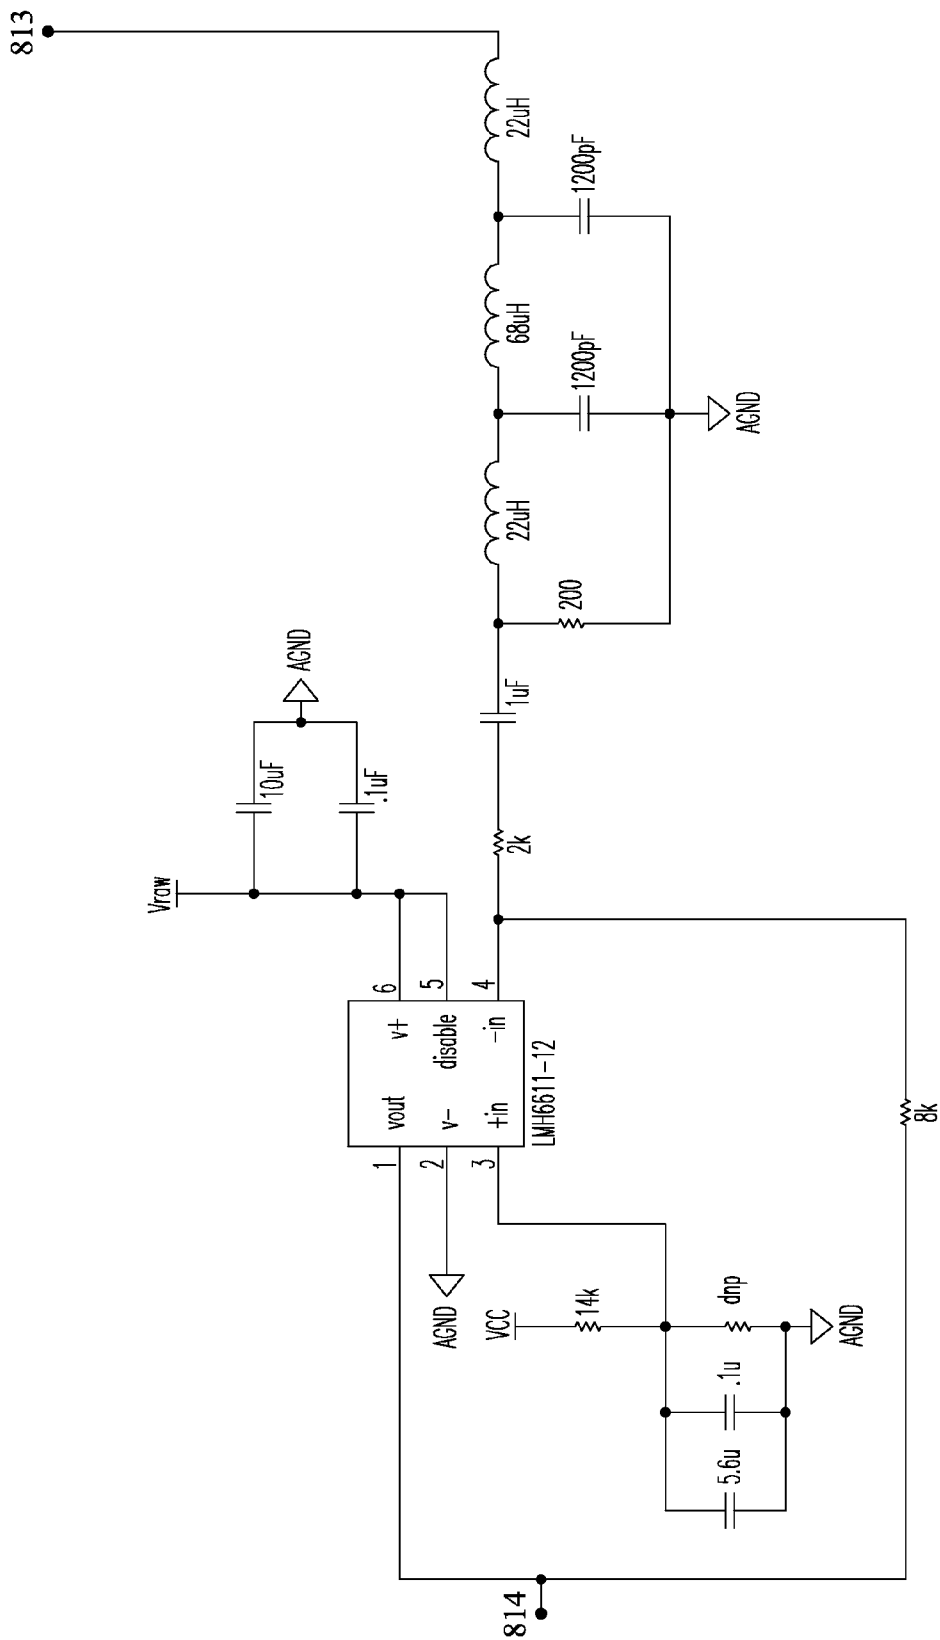 813
22uH
1200pF
68uH
1200pF
AGND
22uH
200
AGND
1uF
10uF
.1uF
2k
Vraw
6
5
4
v+
disable
-in
vout
v-
+in
LMH6611-12
1
2
3
8k
AGND
VCC
14k
dnp
AGND
.1u
5.6u
814